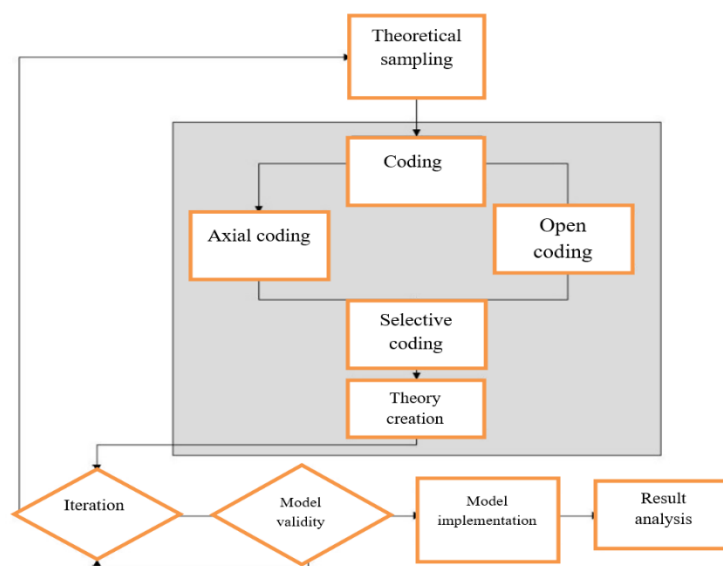 Theoretical
sampling
Coding
Axial coding
Open
coding
Selective
coding
Theory
creation
Iteration
Model
validity
Model
implementation
Result
analysis